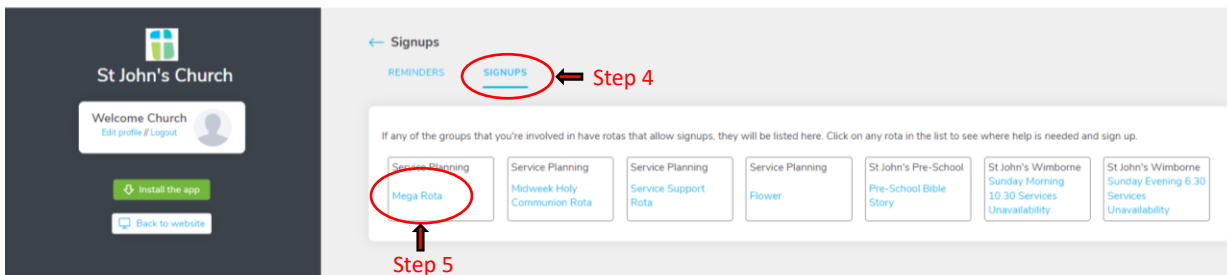 St John's Church
Welcome Church
Edit profile // Logout
Install the app
Back to website
← Signups
REMINDERS
SIGNUPS
Step 4
If any of the groups that you're involved in have rotas that allow signups, they will be listed here. Click on any rota in the list to see where help is needed and sign up.
Service Planning
Mega Rota
Service Planning
Midweek Holy
Communion Rota
Service Planning
Service Support
Rota
Service Planning
Flower
St John's Pre-School
Pre-School Bible
Story
St John's Wimborne
Sunday Morning
10.30 Services
Unavailability
St John's Wimborne
Sunday Evening 6.30
Services
Unavailability
Step 5